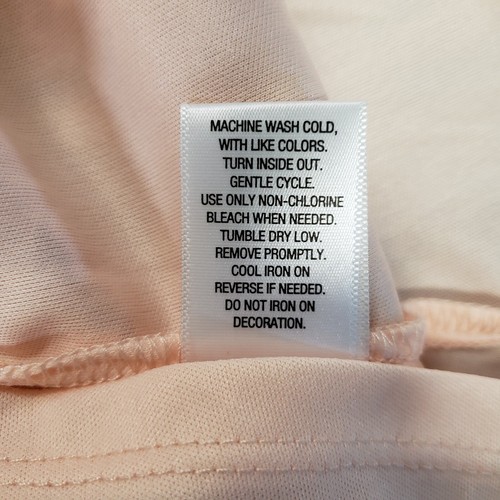 MACHINE WASH COLD,
WITH LIKE COLORS.
TURN INSIDE OUT.
GENTLE CYCLE.
USE ONLY NON-CHLORINE
BLEACH WHEN NEEDED.
TUMBLE DRY LOW.
REMOVE PROMPTLY.
COOL IRON ON
REVERSE IF NEEDED.
DO NOT IRON ON
DECORATION.